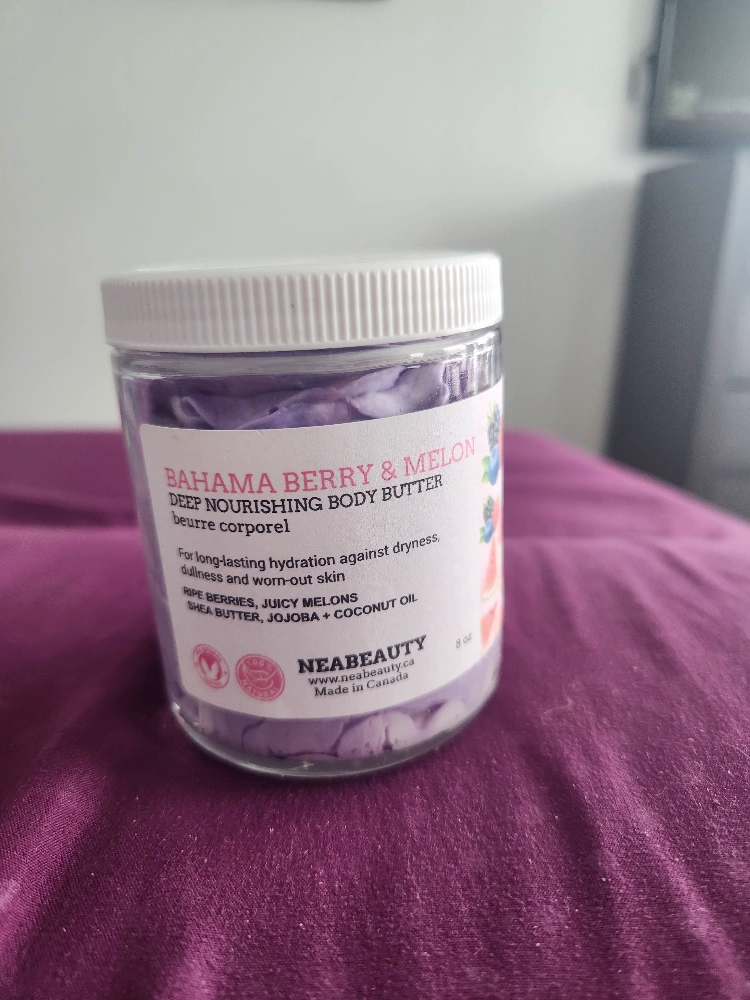 BAHAMA BERRY & MELON
DEEP NOURISHING BODY BUTTER
beurre corporel
For long-lasting hydration against dryness,
dullness and worn-out skin
RIPE BERRIES, JUICY MELONS
SHEA BUTTER, JOJOBA + COCONUT OIL
NEABEAUTY
www.neabeauty.ca
Made in Canada
8 oz